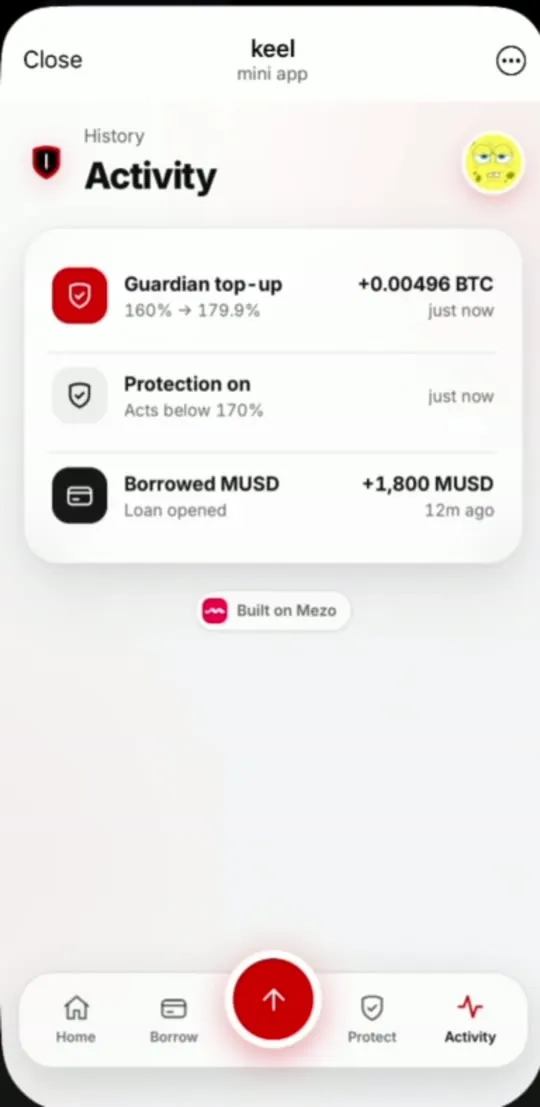 Close
keel
mini app
History
Activity
Guardian top-up
+0.00496 BTC
160% → 179.9%
just now
Protection on
Acts below 170%
just now
Borrowed MUSD
+1,800 MUSD
Loan opened
12m ago
Built on Mezo
Home
Borrow
Protect
Activity